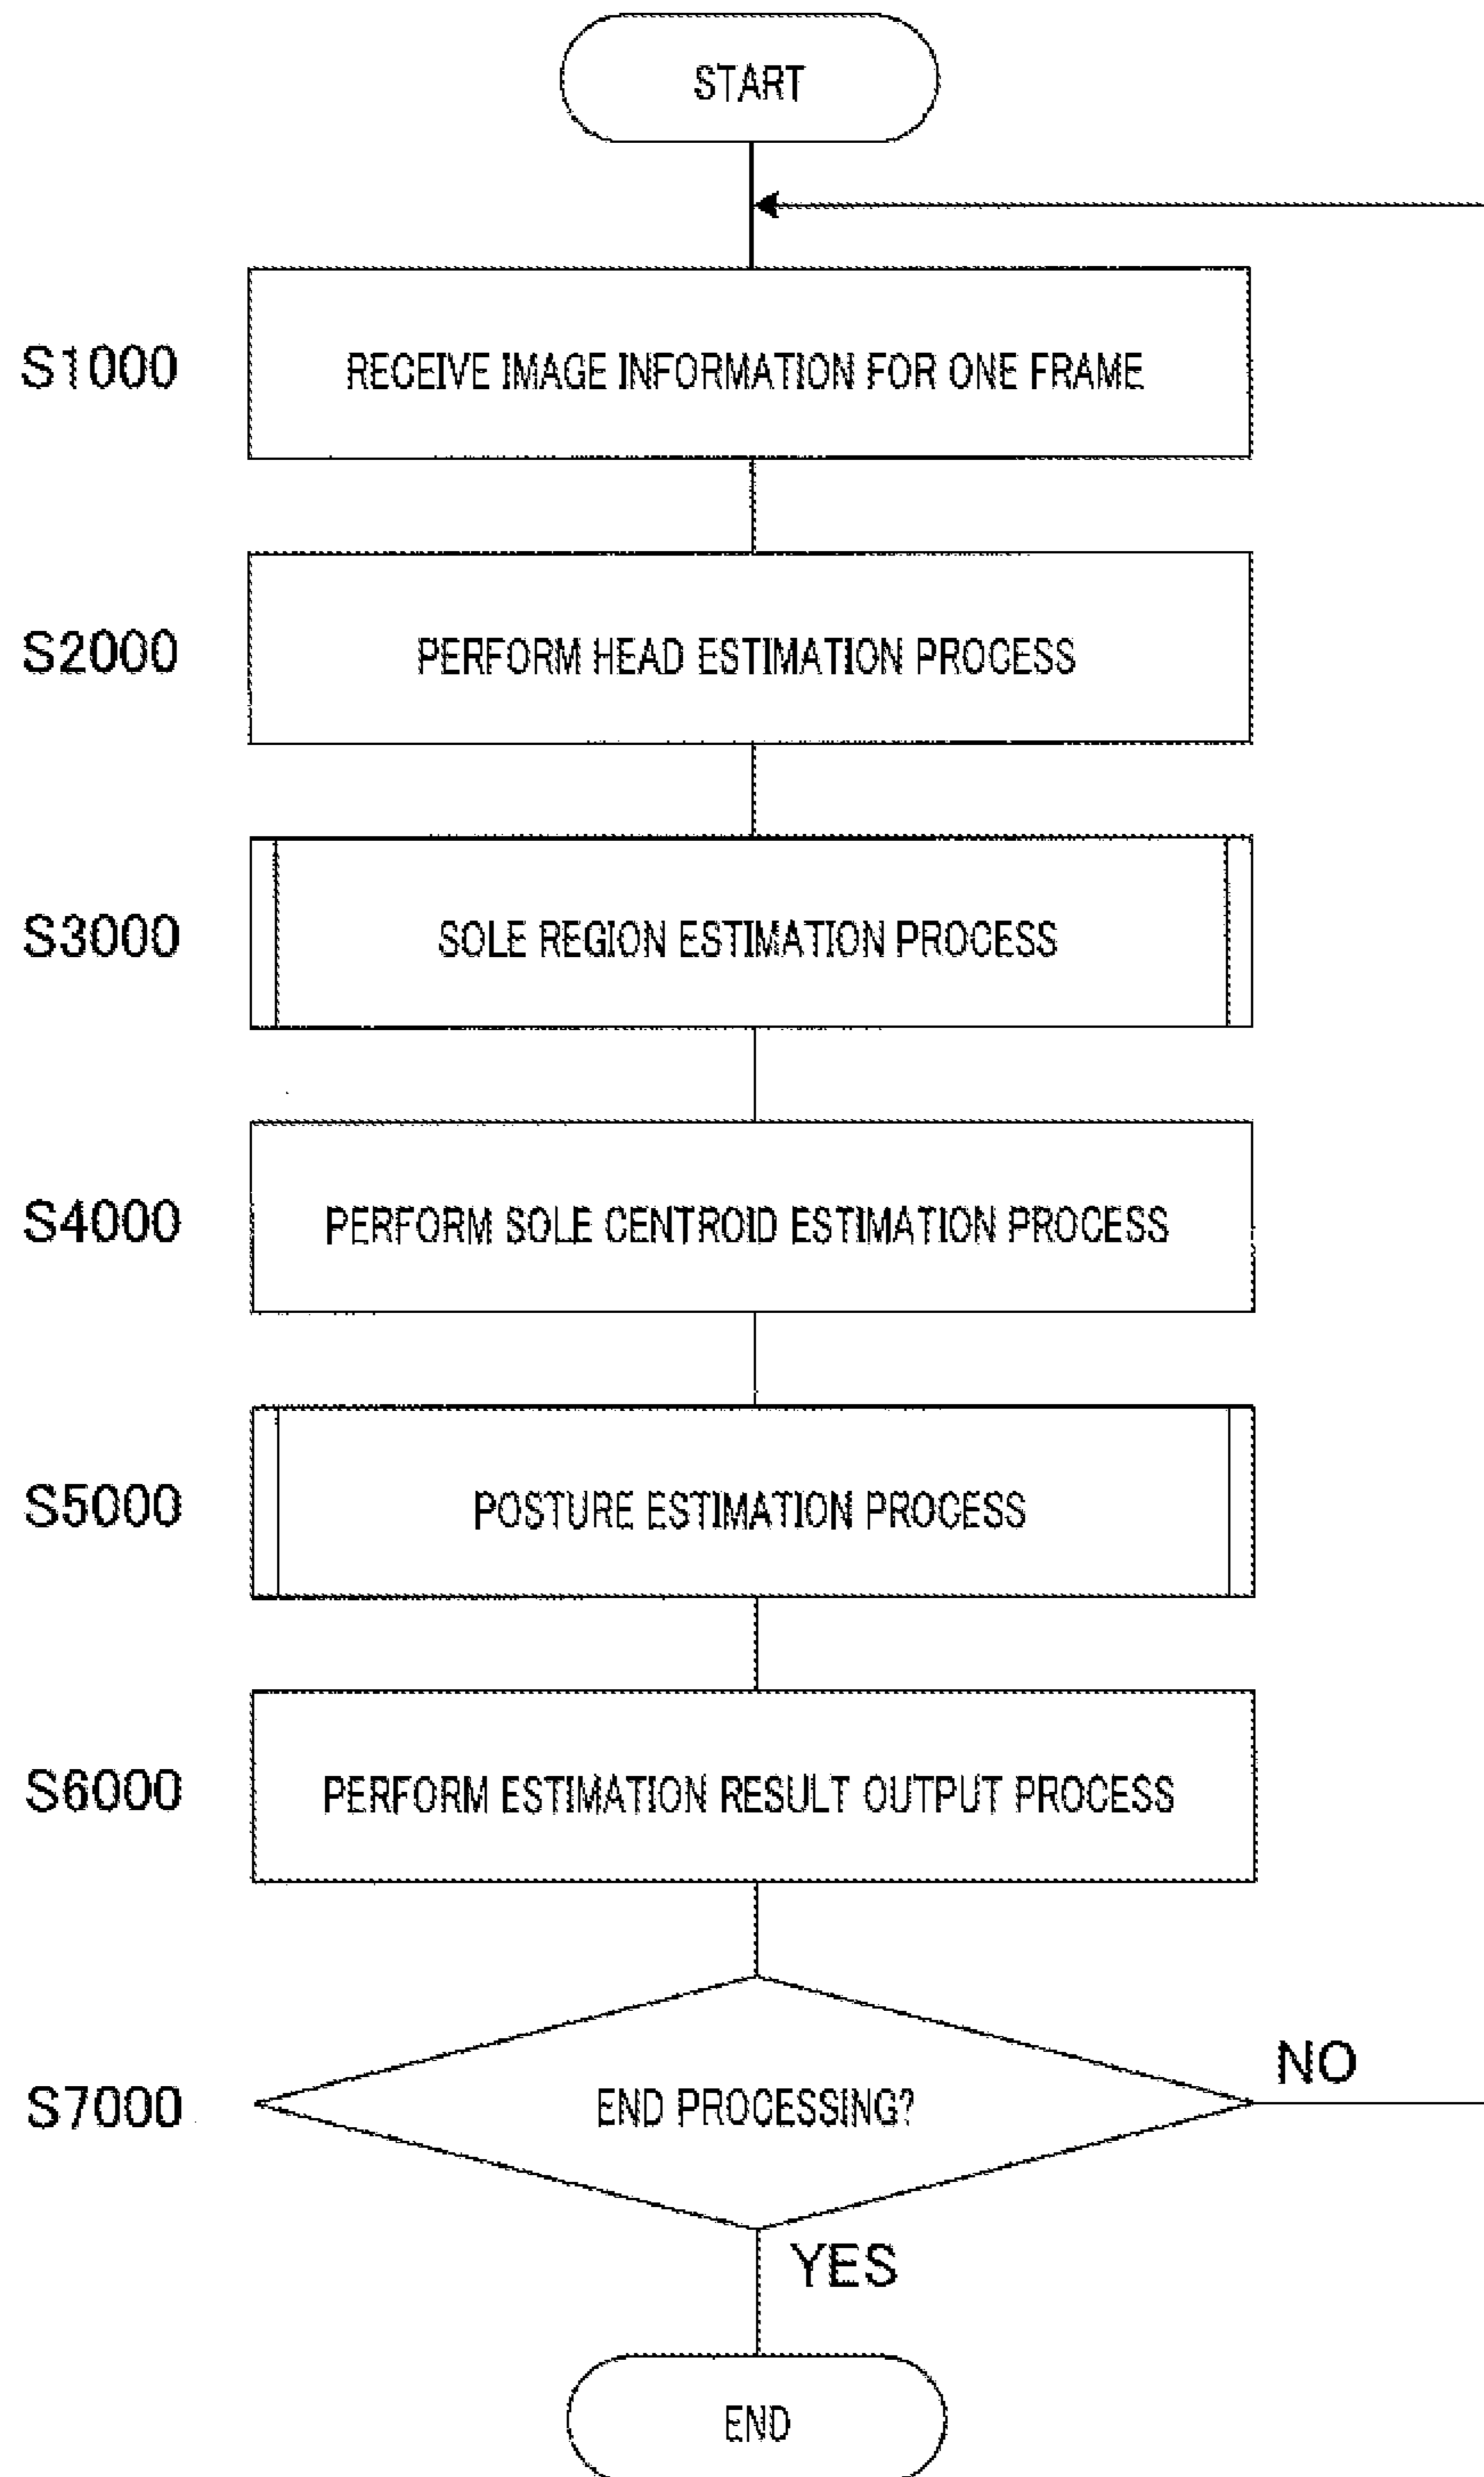 START
S1000
RECEIVE IMAGE INFORMATION FOR ONE FRAME
S2000
PERFORM HEAD ESTIMATION PROCESS
S3000
SOLE REGION ESTIMATION PROCESS
S4000
PERFORM SOLE CENTROID ESTIMATION PROCESS
S5000
POSTURE ESTIMATION PROCESS
S6000
PERFORM ESTIMATION RESULT OUTPUT PROCESS
S7000
END PROCESSING?
NO
YES
END